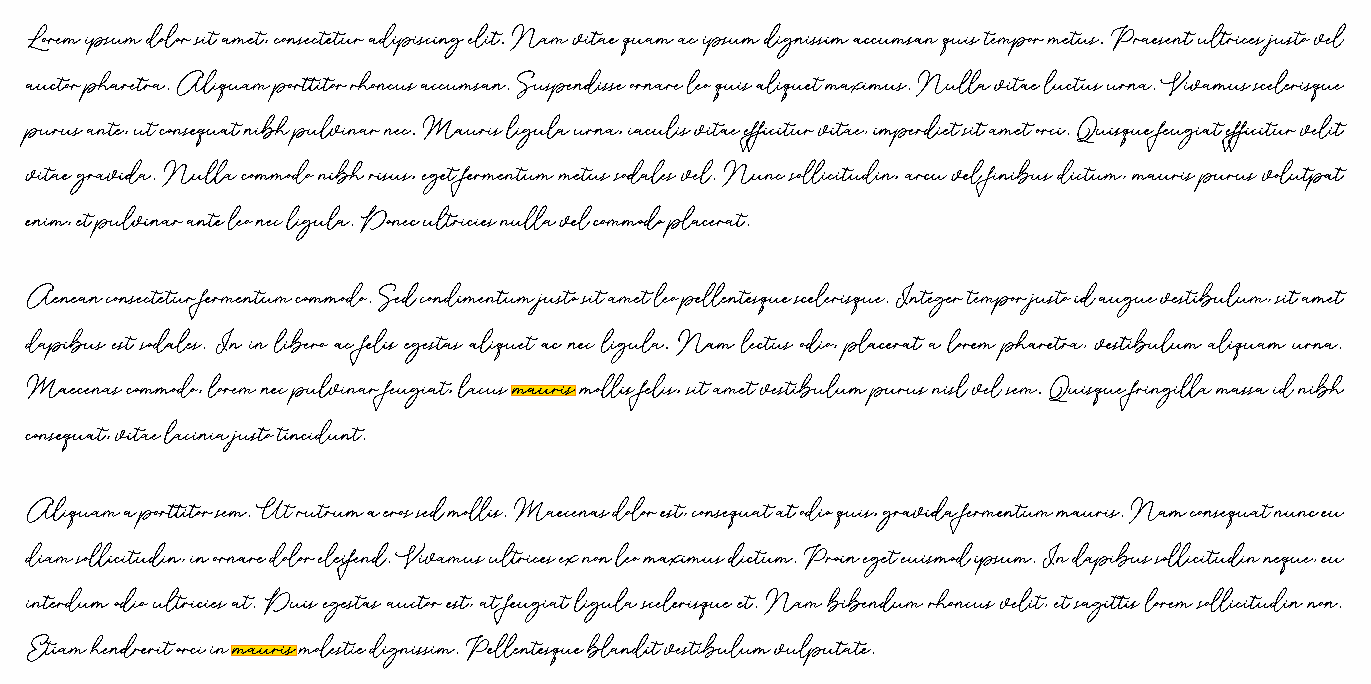 Lorem ipsum dolor sit amet, consectetur adipiscing elit. Nam vitae quam ac ipsum dignissim accumsan quis tempor metus. Praesent ultrices justo vel
auctor pharetra. Aliquam porttitor rhoncus accumsan. Suspendisse ornare leo quis aliquet maximus. Nulla vitae luctus urna. Vivamus scelerisque
purus ante, ut consequat nibh pulvinar nec. Mauris ligula urna, iaculis vitae efficitur vitae, imperdiet sit amet orci. Quisque feugiat efficitur velit
vitae gravida. Nulla commodo nibh risus, eget fermentum metus sodales vel. Nunc sollicitudin, arcu vel finibus dictum, mauris purus volutpat
enim, et pulvinar ante leo nec ligula. Donec ultricies nulla vel commodo placerat.
Aenean consectetur fermentum commodo. Sed condimentum justo sit amet leo pellentesque scelerisque. Integer tempor justo id augue vestibulum, sit amet
dapibus est sodales. In in libero ac felis egestas aliquet ac nec ligula. Nam lectus odio, placerat a lorem pharetra, vestibulum aliquam urna.
Maecenas commodo, lorem nec pulvinar feugiat, lacus mauris mollis felis, sit amet vestibulum purus nisl vel sem. Quisque fringilla massa id nibh
consequat, vitae lacinia justo tincidunt.
Aliquam a porttitor sem. Ut rutrum a eros sed mollis. Maecenas dolor est, consequat at odio quis, gravida fermentum mauris. Nam consequat nunc eu
diam sollicitudin, in ornare dolor eleifend. Vivamus ultrices ex non leo maximus dictum. Proin eget euismod ipsum. In dapibus sollicitudin neque, eu
interdum odio ultricies at. Duis egestas auctor est, at feugiat ligula scelerisque et. Nam bibendum rhoncus velit, et sagittis lorem sollicitudin non.
Etiam hendrerit orci in mauris molestie dignissim. Pellentesque blandit vestibulum vulputate.